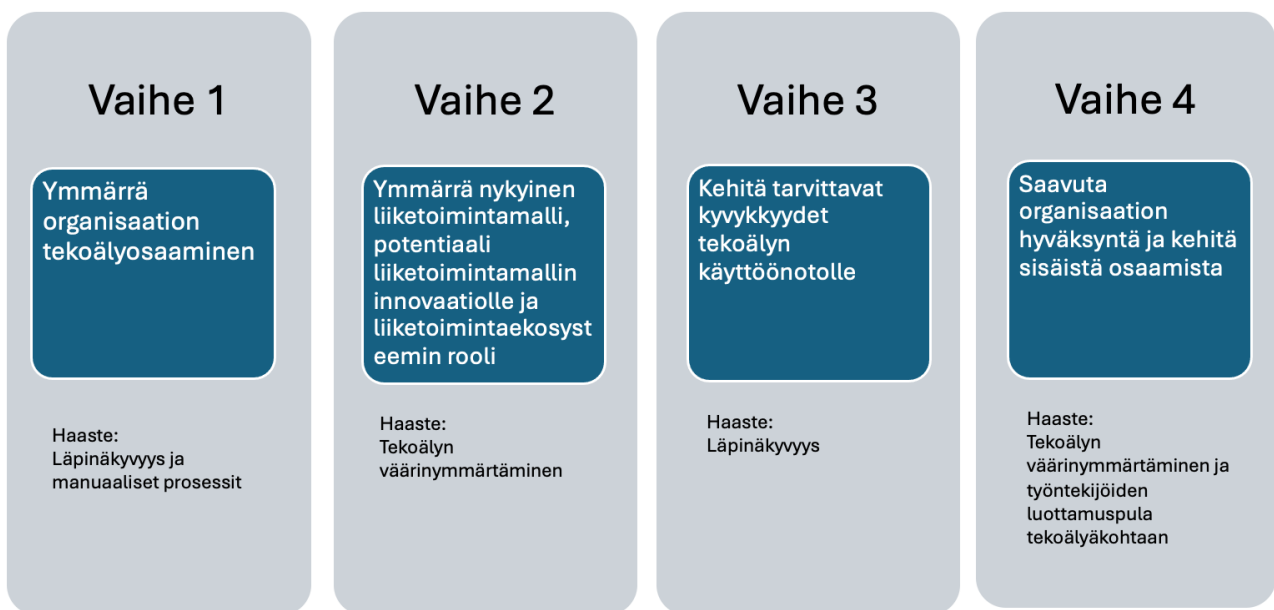 Vaihe 1
Ymmärrä
organisaation
tekoälyosaaminen
Haaste:
Läpinäkyvyys ja
manuaaliset prosessit
Vaihe 2
Ymmärrä nykyinen
liiketoimintamalli,
potentiaali
liiketoimintamallin
innovaatiolle ja
liiketoimintaekosyst
eemin rooli
Haaste:
Tekoälyn
väärinymmärtäminen
Vaihe 3
Kehitä tarvittavat
kyvykkyydet
tekoälyn
käyttöönotolle
Haaste:
Läpinäkyvyys
Vaihe 4
Saavuta
organisaation
hyväksyntä ja kehitä
sisäistä osaamista
Haaste:
Tekoälyn
väärinymmärtäminen ja
työntekijöiden
luottamuspula
tekoälyäkohtaan